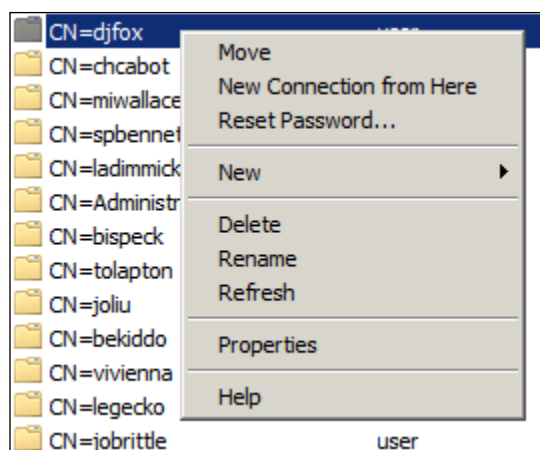 CN=djfox
CN=chcabot
CN=miwallace
CN=spbennet
CN=ladimmick
CN=Administr
CN=bispeck
CN=tolapton
CN=joliu
CN=bekiddo
CN=vivienna
CN=legecko
CN=jobrittle user
Move
New Connection from Here
Reset Password...
New
Delete
Rename
Refresh
Properties
Help